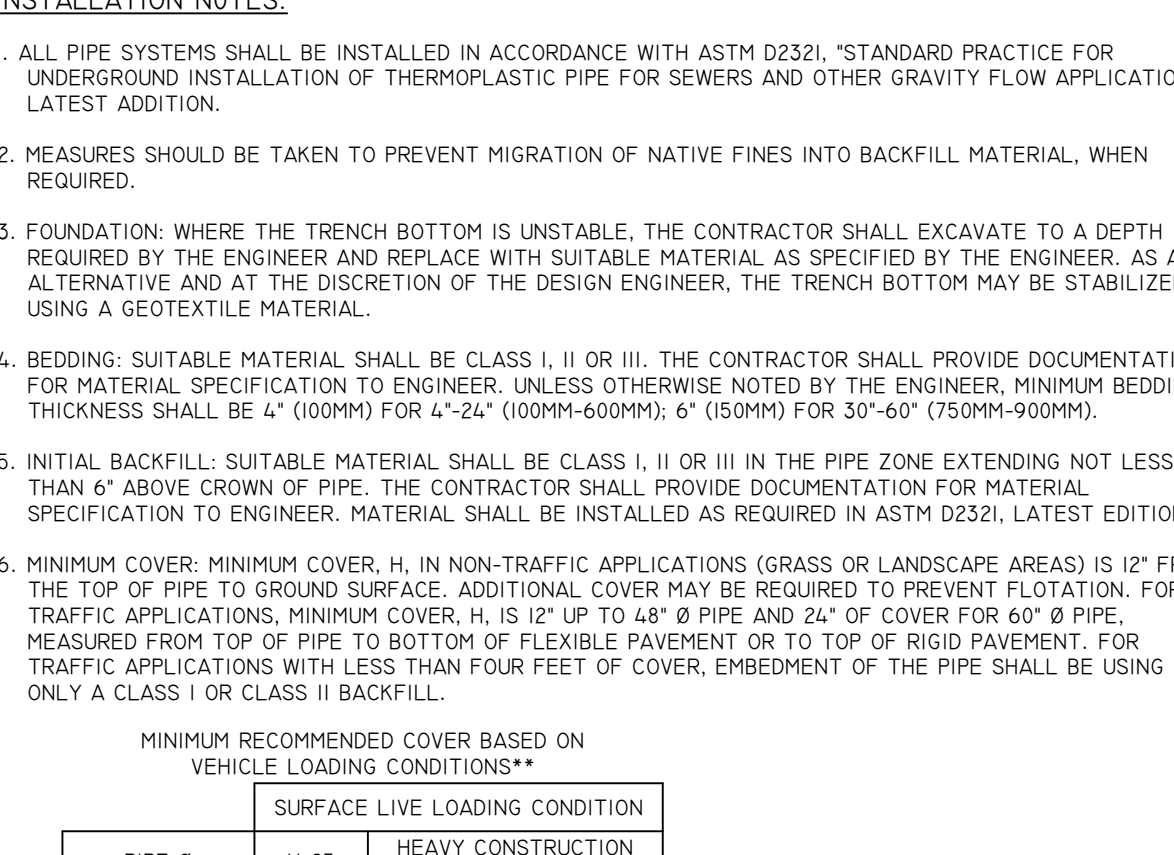 INSTALLATION NOTES:
. ALL PIPE SYSTEMS SHALL BE INSTALLED IN ACCORDANCE WITH ASTM D2321, "STANDARD PRACTICE FOR
UNDERGROUND INSTALLATION OF THERMOPLASTIC PIPE FOR SEWERS AND OTHER GRAVITY FLOW
LATEST ADDITION.
2. MEASURES SHOULD BE TAKEN TO PREVENT MIGRATION OF NATIVE FINES INTO BACKFILL MATERIAL, WHEN
REQUIRED.
3. FOUNDATION: WHERE THE TRENCH BOTTOM IS UNSTABLE, THE CONTRACTOR SHALL EXCAVATE TO A DEPTH
REQUIRED BY THE ENGINEER AND REPLACE WITH SUITABLE MATERIAL AS SPECIFIED BY THE ENGINEER. AS
ALTERNATIVE AND AT THE DISCRETION OF THE DESIGN ENGINEER, THE TRENCH BOTTOM MAY BE
USING A GEOTEXTILE MATERIAL.
4. BEDDING: SUITABLE MATERIAL SHALL BE CLASS I, II OR III. THE CONTRACTOR SHALL PROVIDE
FOR MATERIAL SPECIFICATION TO ENGINEER. UNLESS OTHERWISE NOTED BY THE ENGINEER, MINIMUM
THICKNESS SHALL BE 4" (100MM) FOR 4"-24" (100MM-600MM); 6" (150MM) FOR 30"-60" (750MM-900MM).
5. INITIAL BACKFILL: SUITABLE MATERIAL SHALL BE CLASS I, II OR III IN THE PIPE ZONE EXTENDING NOT LESS
THAN 6" ABOVE CROWN OF PIPE. THE CONTRACTOR SHALL PROVIDE DOCUMENTATION FOR MATERIAL
SPECIFICATION TO ENGINEER. MATERIAL SHALL BE INSTALLED AS REQUIRED IN ASTM D2321, LATEST
6. MINIMUM COVER: MINIMUM COVER, H, IN NON-TRAFFIC APPLICATIONS (GRASS OR LANDSCAPE AREAS) IS 12"
THE TOP OF PIPE TO GROUND SURFACE. ADDITIONAL COVER MAY BE REQUIRED TO PREVENT FLOTATION. FOR
TRAFFIC APPLICATIONS, MINIMUM COVER, H, IS 12" UP TO 48" Ø PIPE AND 24" OF COVER FOR 60" Ø PIPE,
MEASURED FROM TOP OF PIPE TO BOTTOM OF FLEXIBLE PAVEMENT OR TO TOP OF RIGID PAVEMENT. FOR
TRAFFIC APPLICATIONS WITH LESS THAN FOUR FEET OF COVER, EMBEDMENT OF THE PIPE SHALL BE USING
ONLY A CLASS I OR CLASS II BACKFILL.
MINIMUM RECOMMENDED COVER BASED ON
VEHICLE LOADING CONDITIONS**
SURFACE LIVE LOADING CONDITION
HEAVY CONSTRUCTION